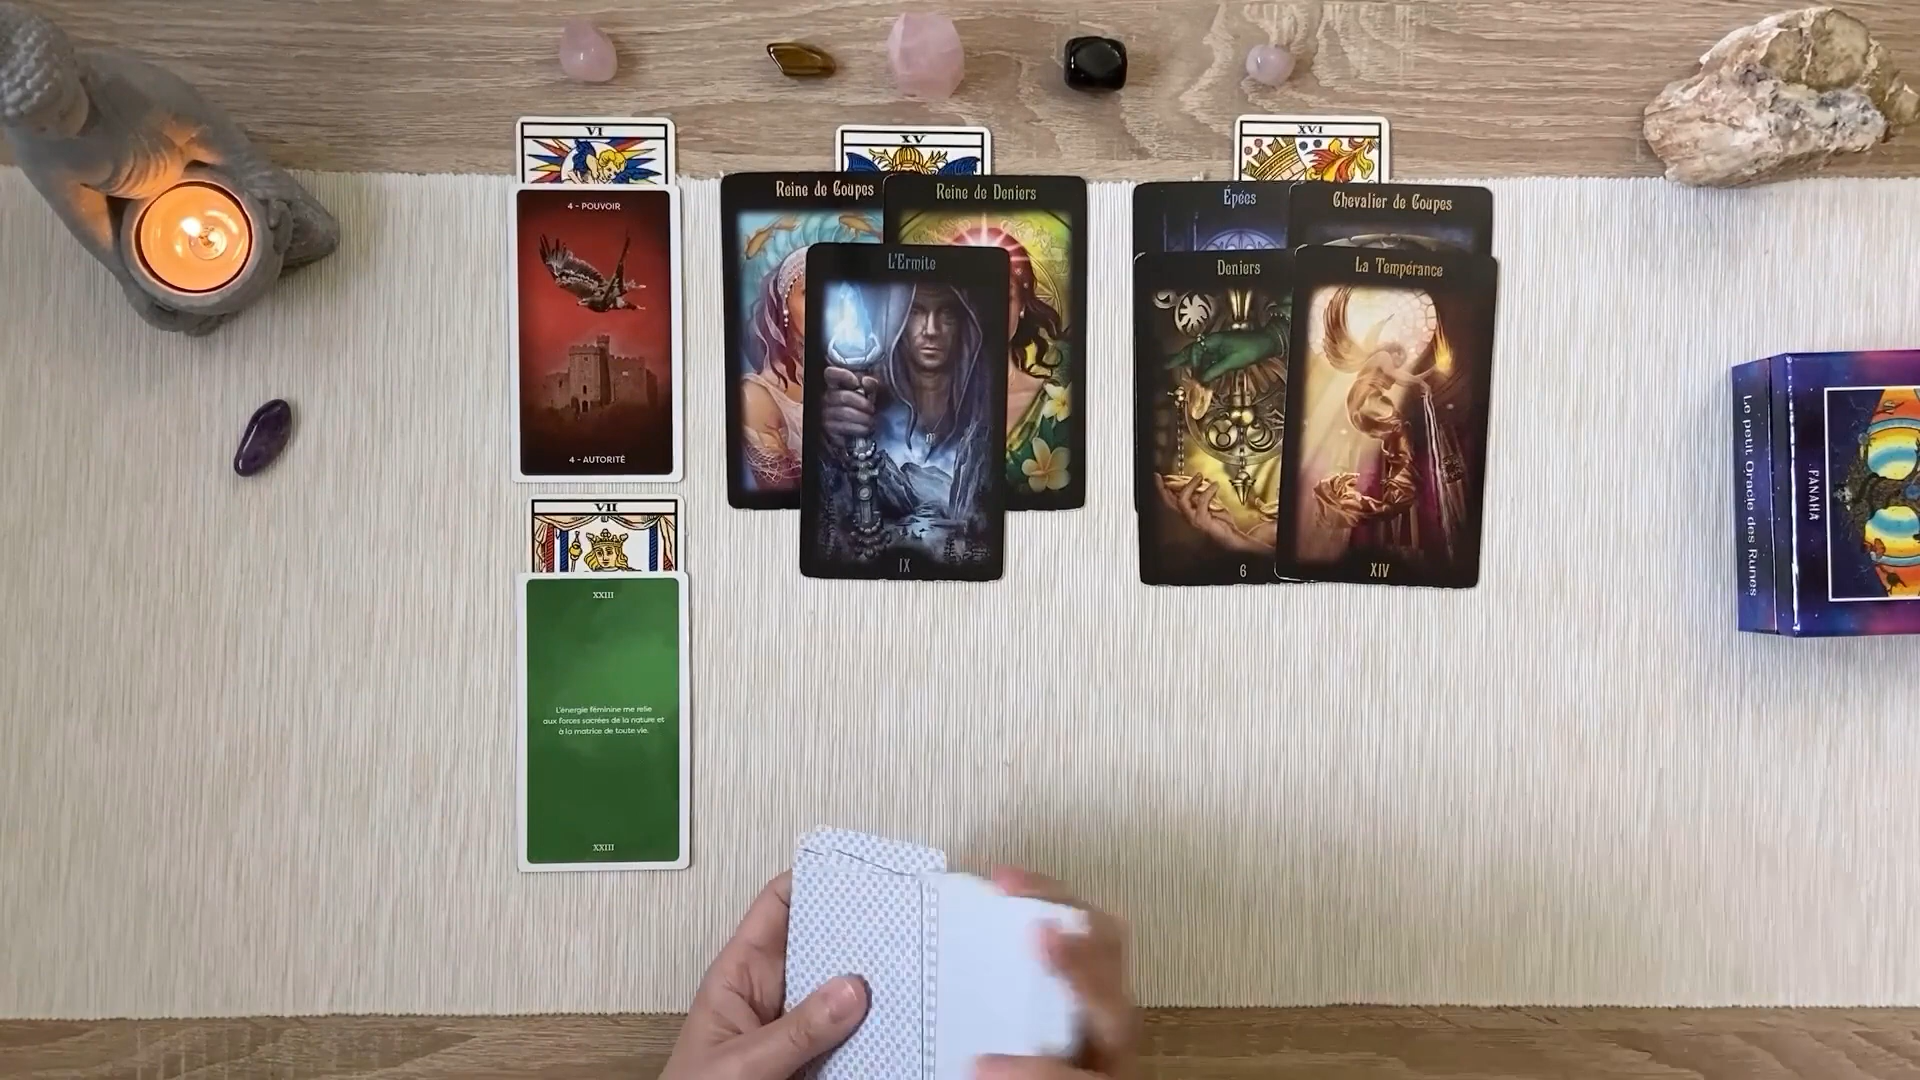 VI
4 - POUVOIR
4 - AUTORITÉ
VII
XXIII
L'énergie féminine me relie
aux forces sacrées de la nature et
à la matrice de toute vie.
XXIII
XV
Reine de Coupes
Reine de Deniers
L'Ermite
IX
XVI
Épées
Chevalier de Coupes
Deniers
6
La Tempérance
XIV
Le petit Oracle des Runes
FANAHA